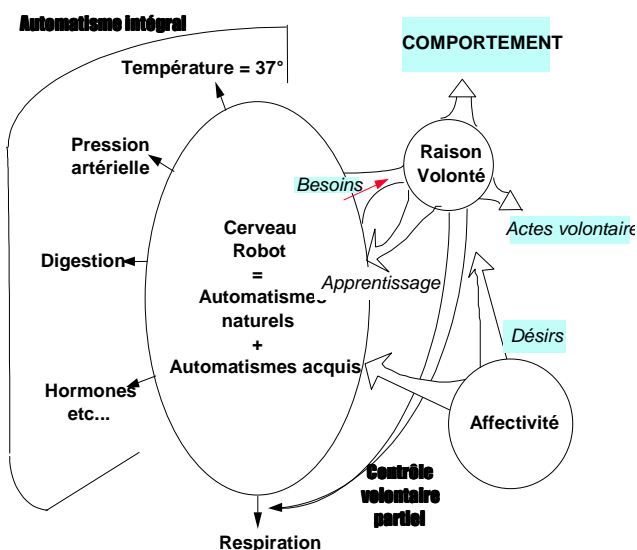 Automatisme intégral
COMPORTEMENT
Température = 37°
Pression
artérielle
Raison
Volonté
Besoins
Actes volontaire
Cerveau
Robot
=
Automatismes
naturels
+
Automatismes acquis
Digestion
Apprentissage
Désirs
Hormones
etc...
Affectivité
Contrôle
volontaire
partiel
Respiration